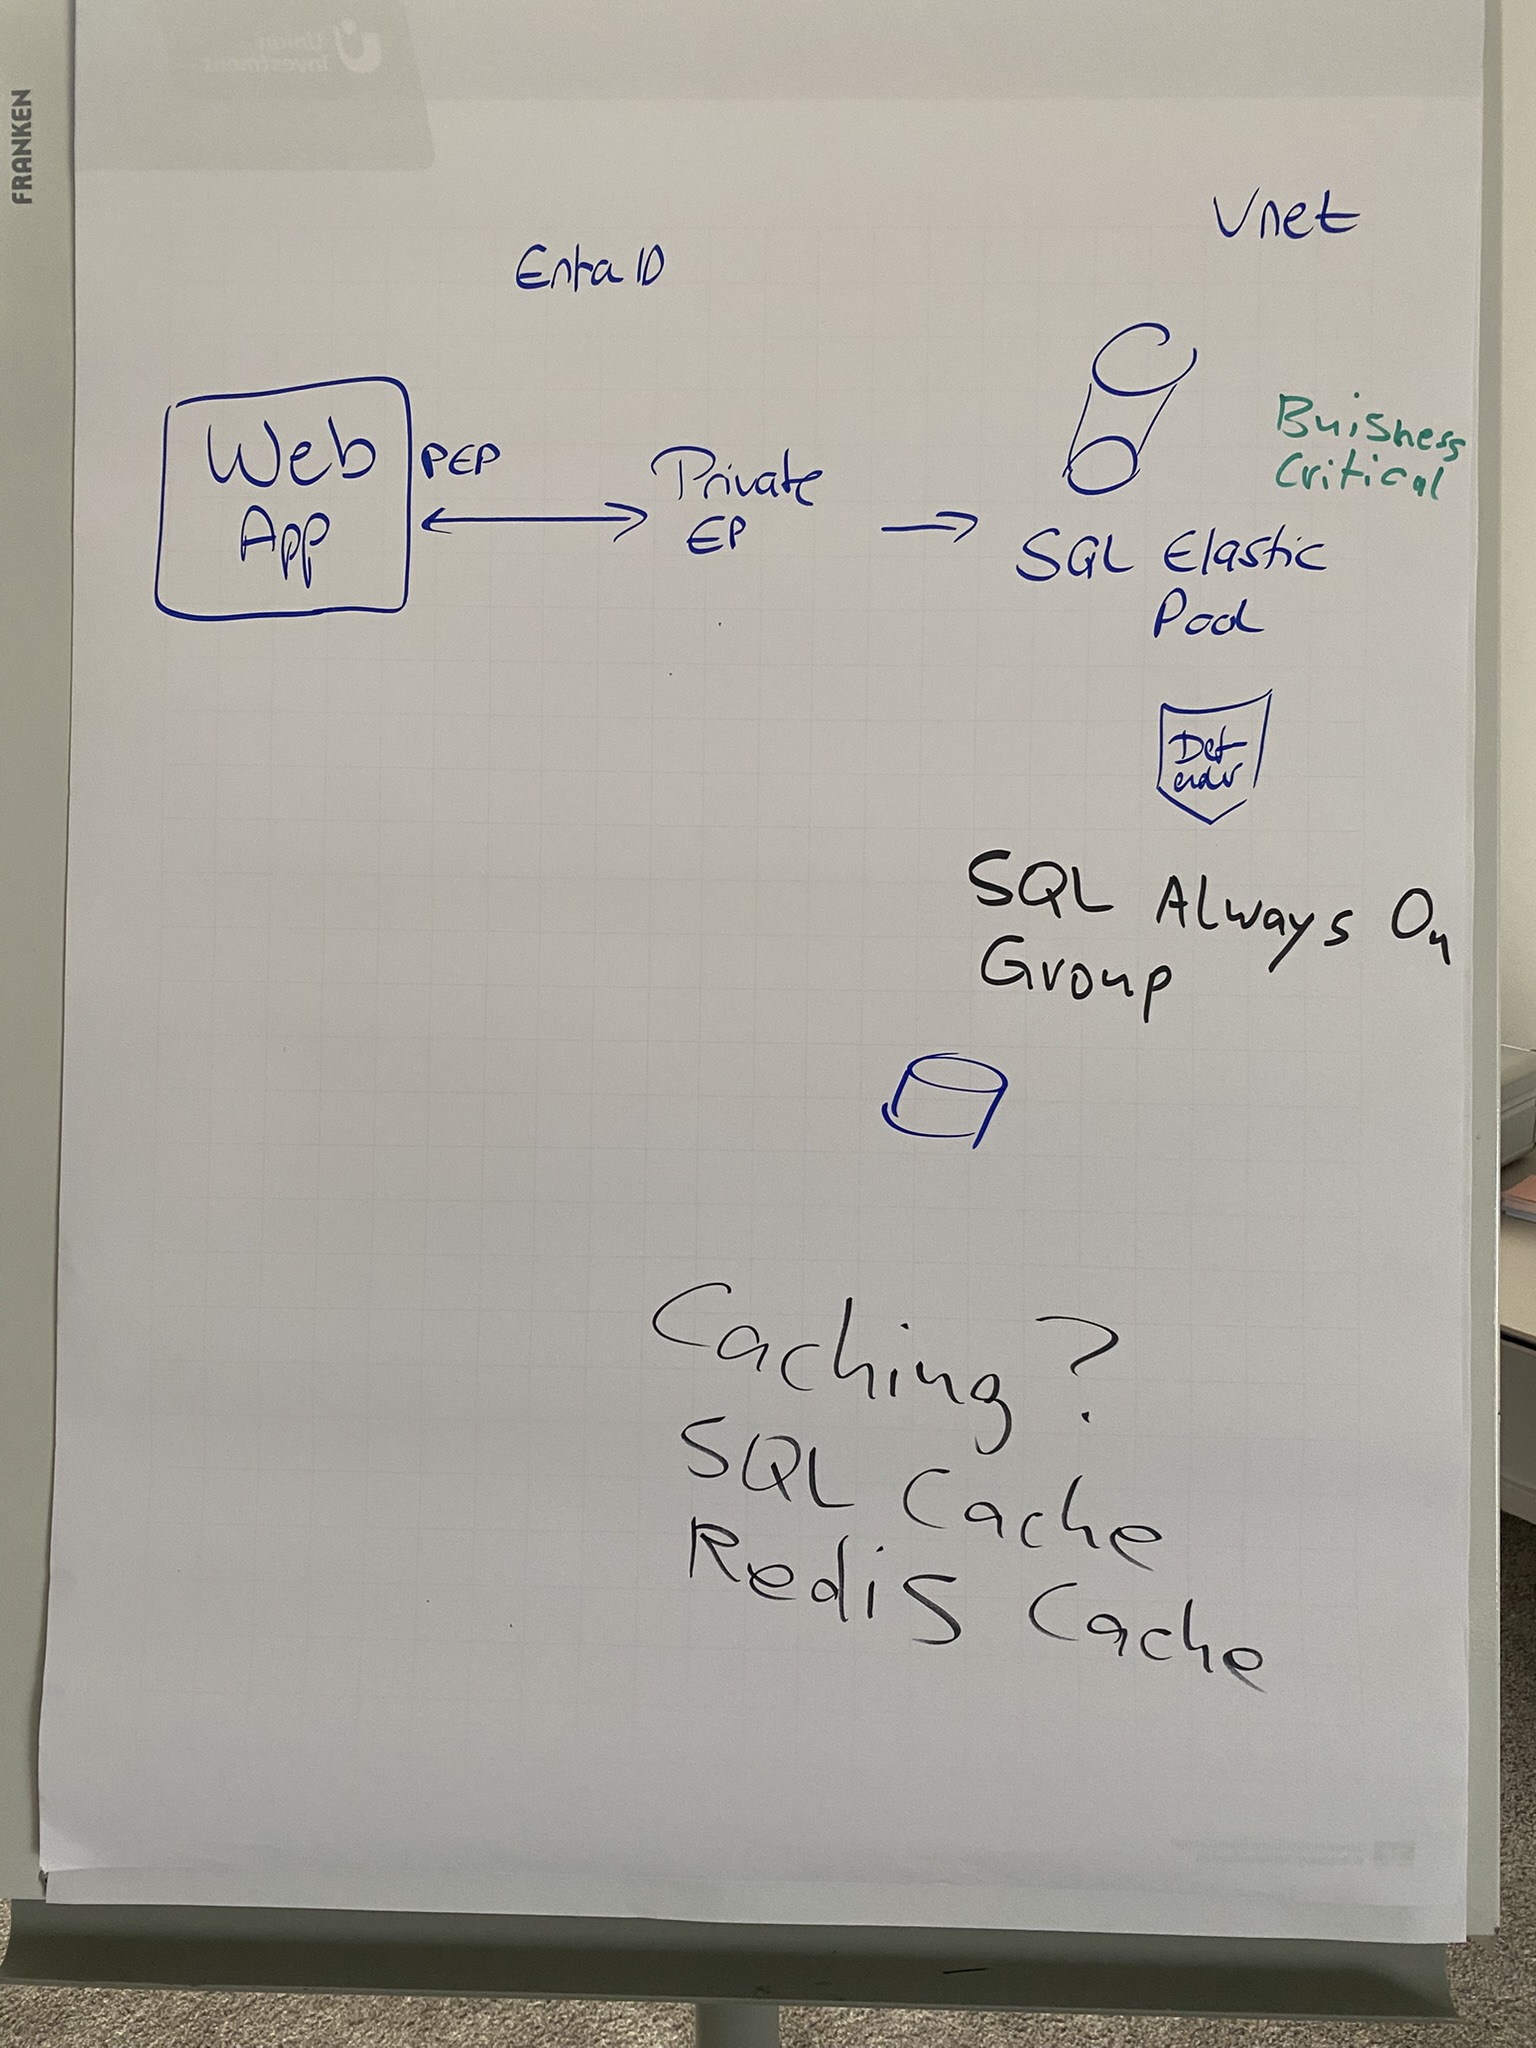 FRANKEN
Union
Investment
Vnet
Entra ID
Web
App
PEP
Private
EP
SQL Elastic
Pool
Buisness
Critical
Def
ender
SQL Always On
Group
Caching?
SQL Cache
Redis Cache